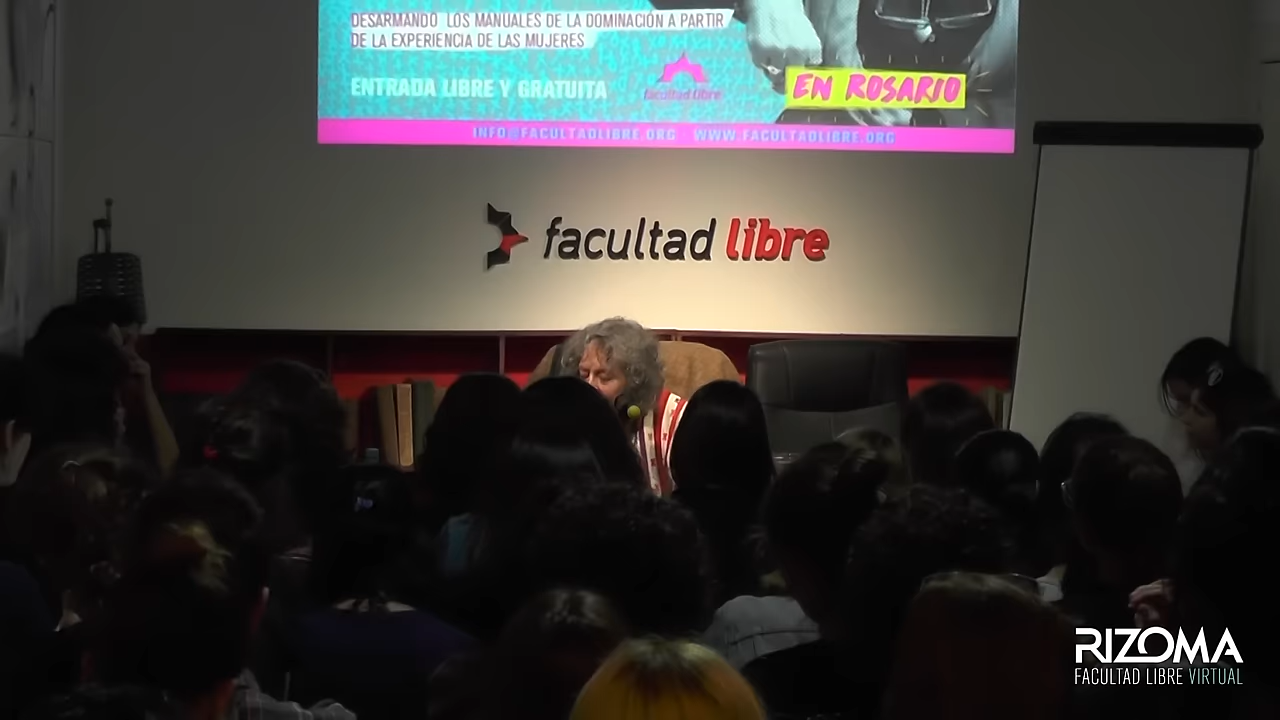 DESARMANDO LOS MANUALES DE LA DOMINACIÓN A PARTIR
DE LA EXPERIENCIA DE LAS MUJERES
ENTRADA LIBRE Y GRATUITA
facultad libre
EN ROSARIO
INFO@FACULTADLIBRE.ORG WWW.FACULTADLIBRE.ORG
facultad libre
RIZOMA
FACULTAD LIBRE VIRTUAL